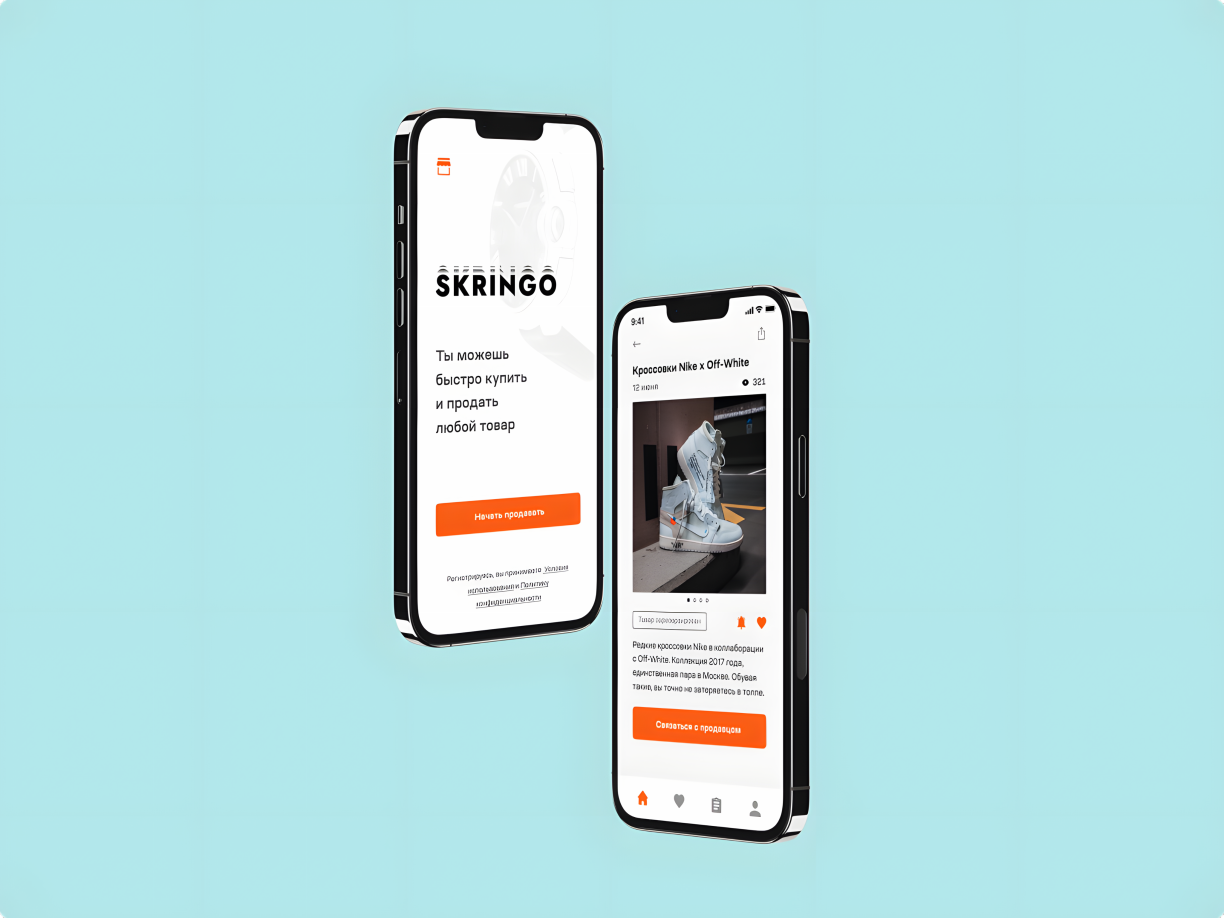 SKRINGO
Ты можешь
быстро купить
и продать
любой товар
Начать продавать
Регистрируясь, вы принимаете Условия
использования и Политику
конфиденциальности
9:41
Кроссовки Nike x Off-White
12 июня
321
"AIR"
Товар зарезервирован
Редкие кроссовки Nike в коллаборации
с Off-White. Коллекция 2017 года,
единственная пара в Москве. Обувая
такие, вы точно не затеряетесь в толпе.
Связаться с продавцом